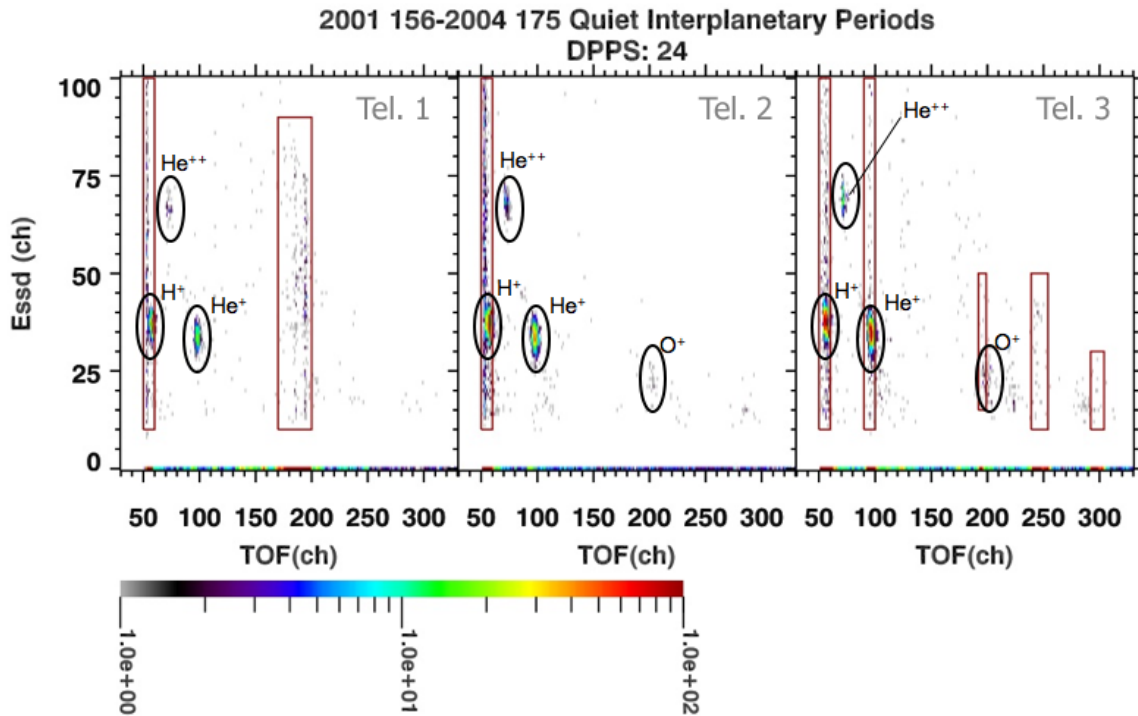 2001 156-2004 175 Quiet Interplanetary Periods
DPPS: 24
Tel. 1
Tel. 2
Tel. 3
He⁺⁺
H⁺
He⁺
He⁺⁺
H⁺
He⁺
O⁺
He⁺⁺
H⁺
He⁺
O⁺
Essd (ch)
100
75
50
25
0
50 100 150 200 250 300
50 100 150 200 250 300
50 100 150 200 250 300
TOF(ch)
TOF(ch)
TOF(ch)
1.0e+00
1.0e+01
1.0e+02